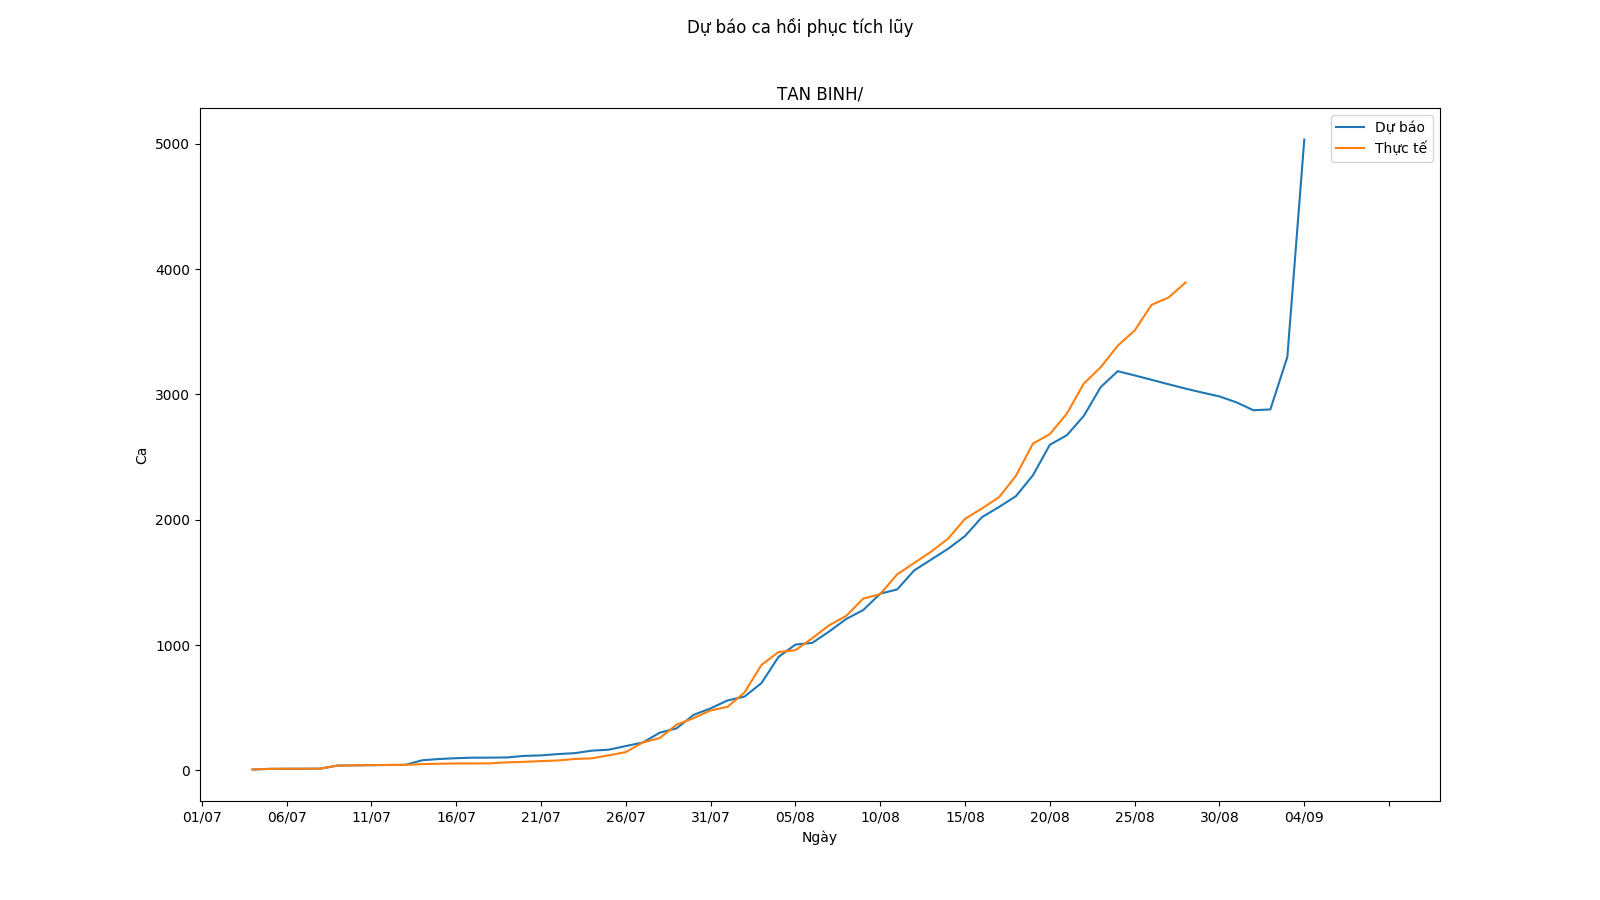 Dự báo ca hồi phục tích lũy
TAN BINH/
Dự báo
Thực tế
5000
4000
3000
2000
1000
0
Ca
01/07 06/07 11/07 16/07 21/07 26/07 31/07 05/08 10/08 15/08 20/08 25/08 30/08 04/09
Ngày